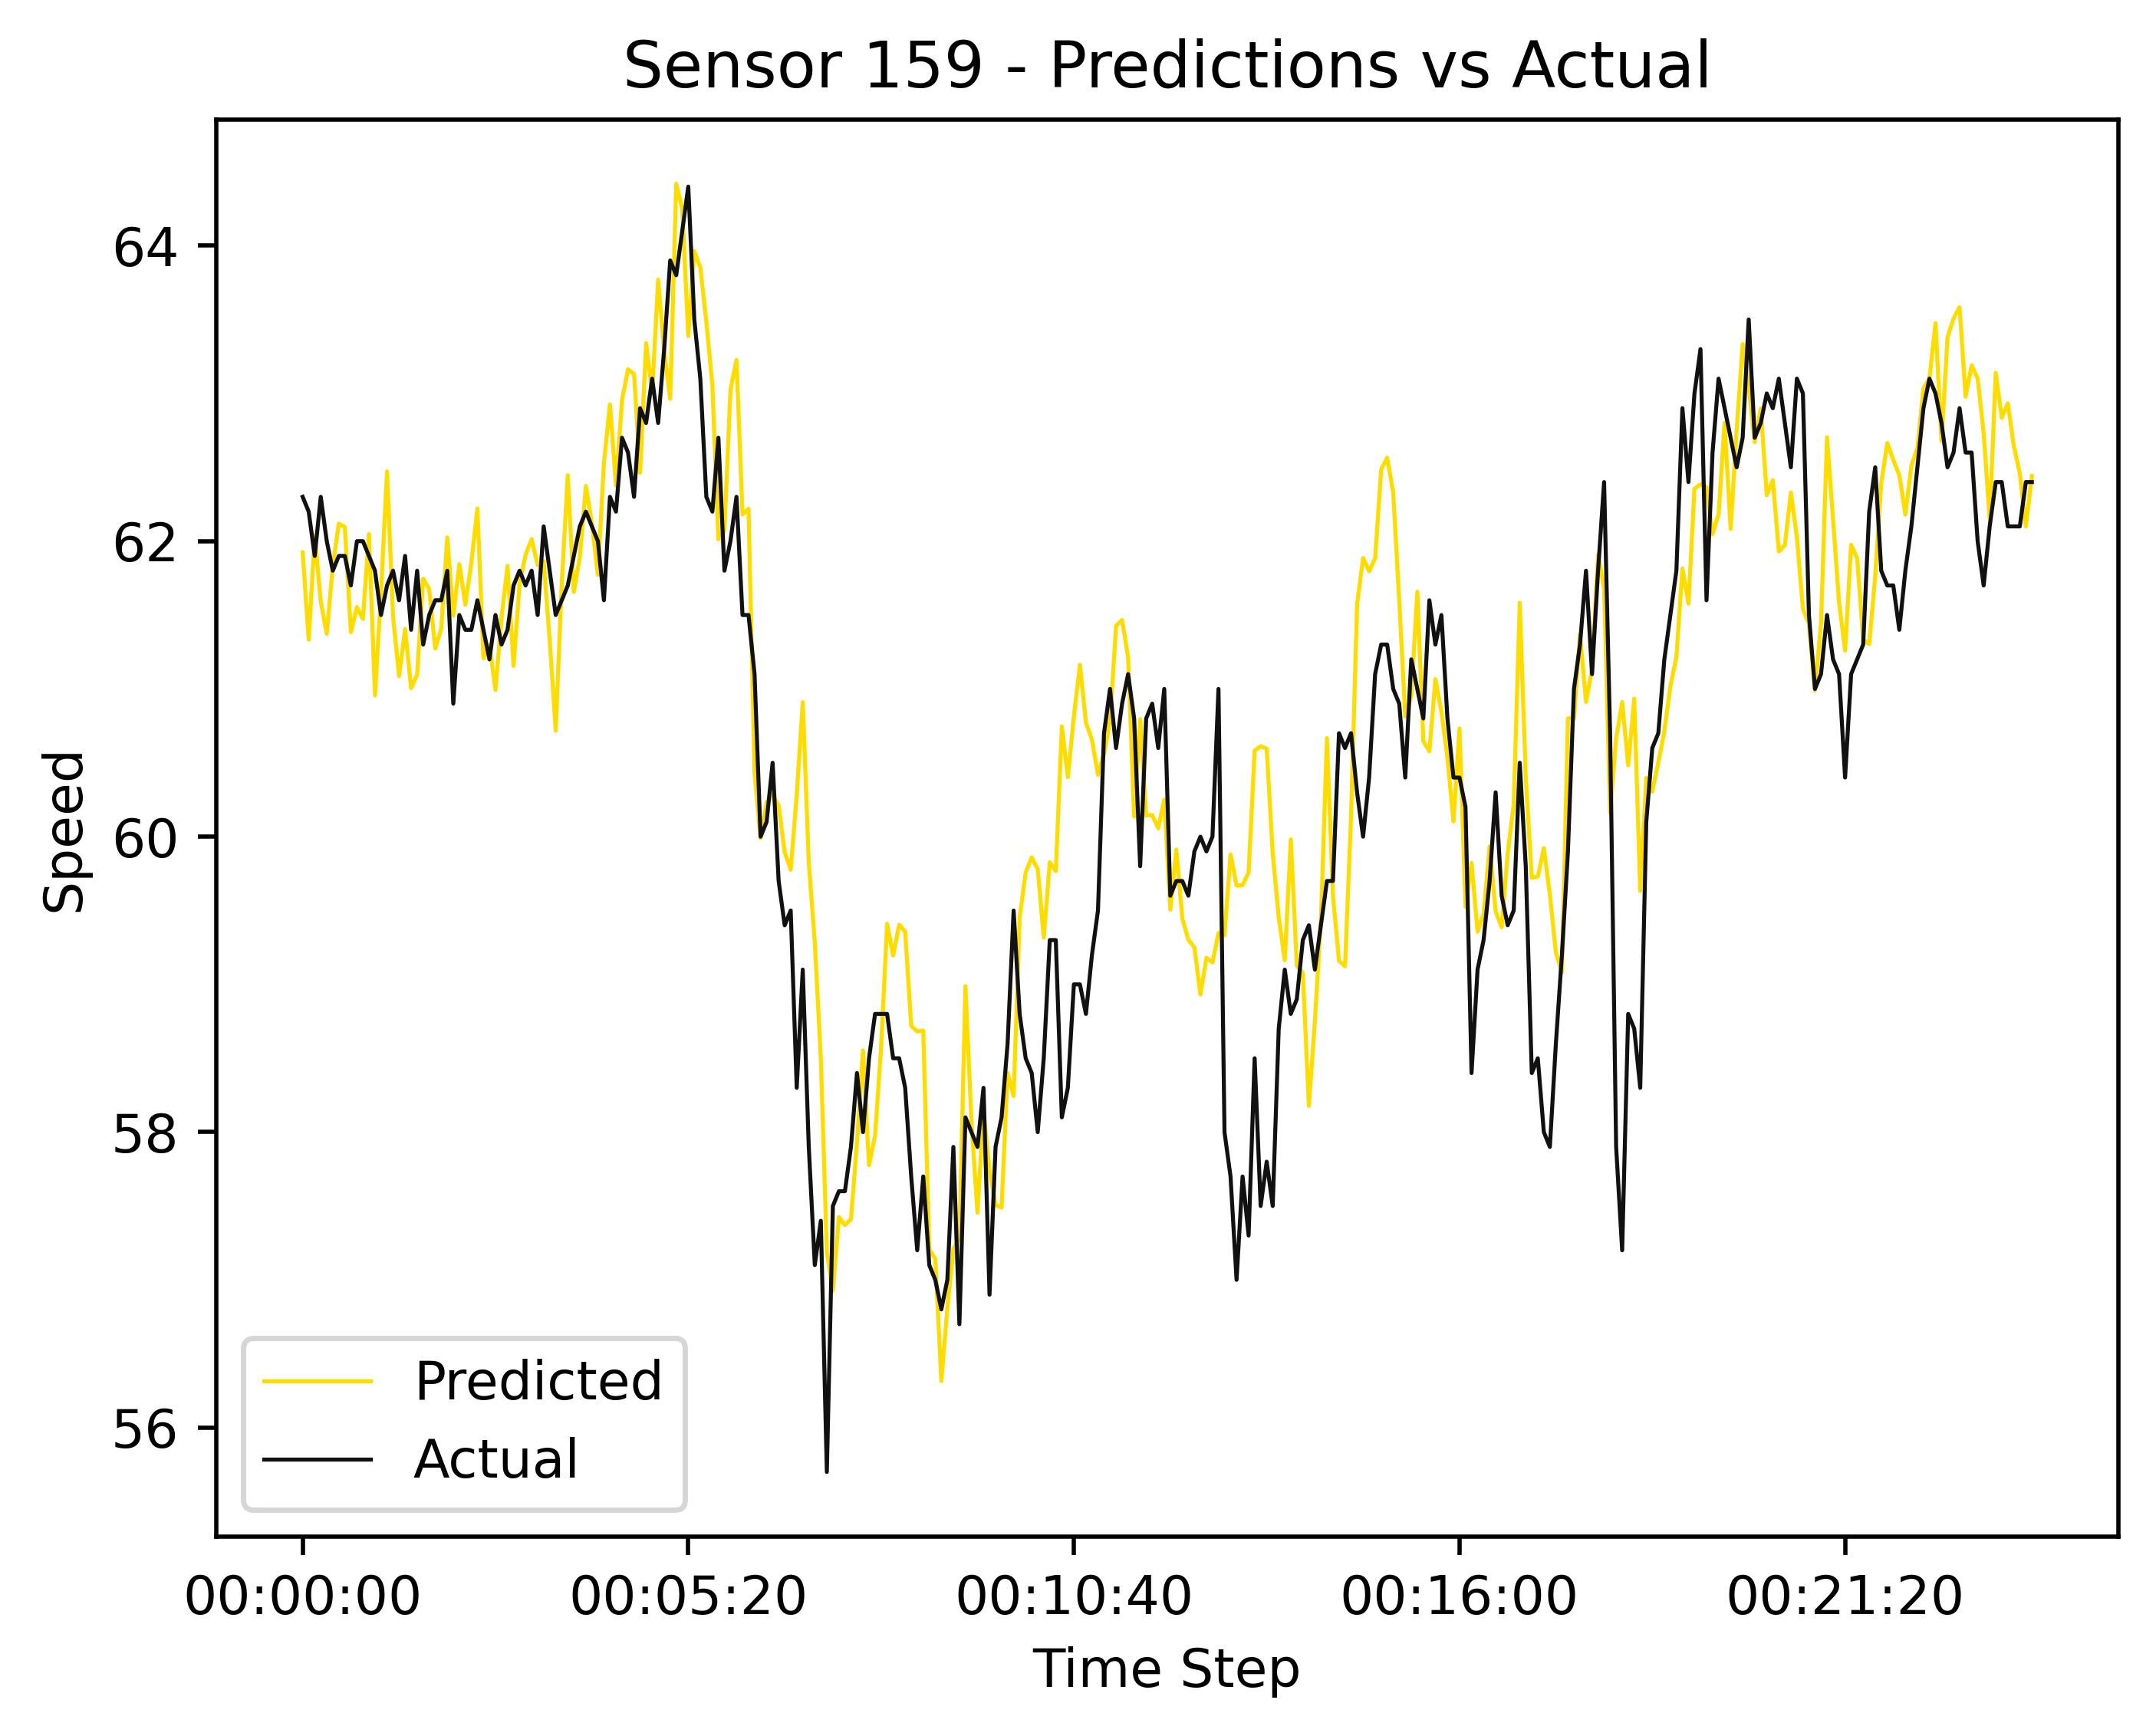 Sensor 159 - Predictions vs Actual
64
62
60
58
56
Speed
Predicted
Actual
00:00:00 00:05:20 00:10:40 00:16:00 00:21:20
Time Step